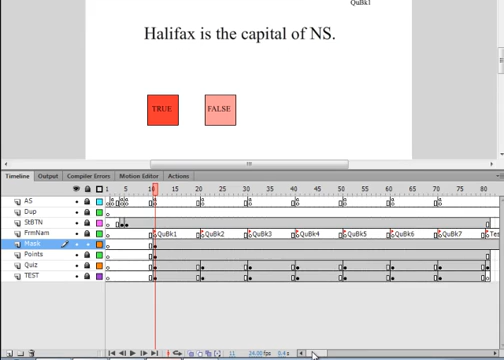 QuBk1
Halifax is the capital of NS.
TRUE FALSE
Timeline Output Compiler Errors Motion Editor Actions
1 5 10 15 20 25 30 35 40 45 50 55 60 65 70 75 80
AS
Dup
StBTN
FrmNam QuBk1 QuBk2 QuBk3 QuBk4 QuBk5 QuBk6 QuBk7 Tes
Mask
Points
Quiz
TEST
11 24.00 fps 0.4 s